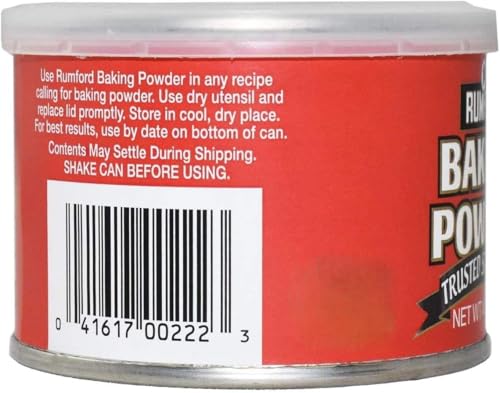 Use Rumford Baking Powder in any recipe
calling for baking powder. Use dry utensil and
replace lid promptly. Store in cool, dry place.
For best results, use by date on bottom of can.
Contents May Settle During Shipping.
SHAKE CAN BEFORE USING.
0 41617 00222 3
RUM
BAK
POW
TRUSTED
NET WT